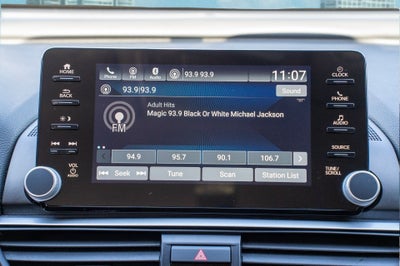 HOME
BACK
VOL
AUDIO
Phone FM Bluetooth 93.9 93.9 11:07
93.9|93.9 Sound
FM
Adult Hits
Magic 93.9 Black Or White Michael Jackson
94.9 95.7 90.1 106.7
Seek Tune Scan Station List
CLOCK
PHONE
AUDIO
SOURCE
TUNE/
SCROLL